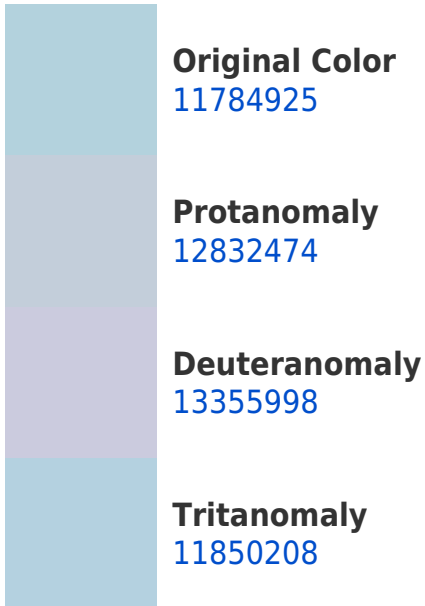 Original Color
11784925
Protanomaly
12832474
Deuteranomaly
13355998
Tritanomaly
11850208